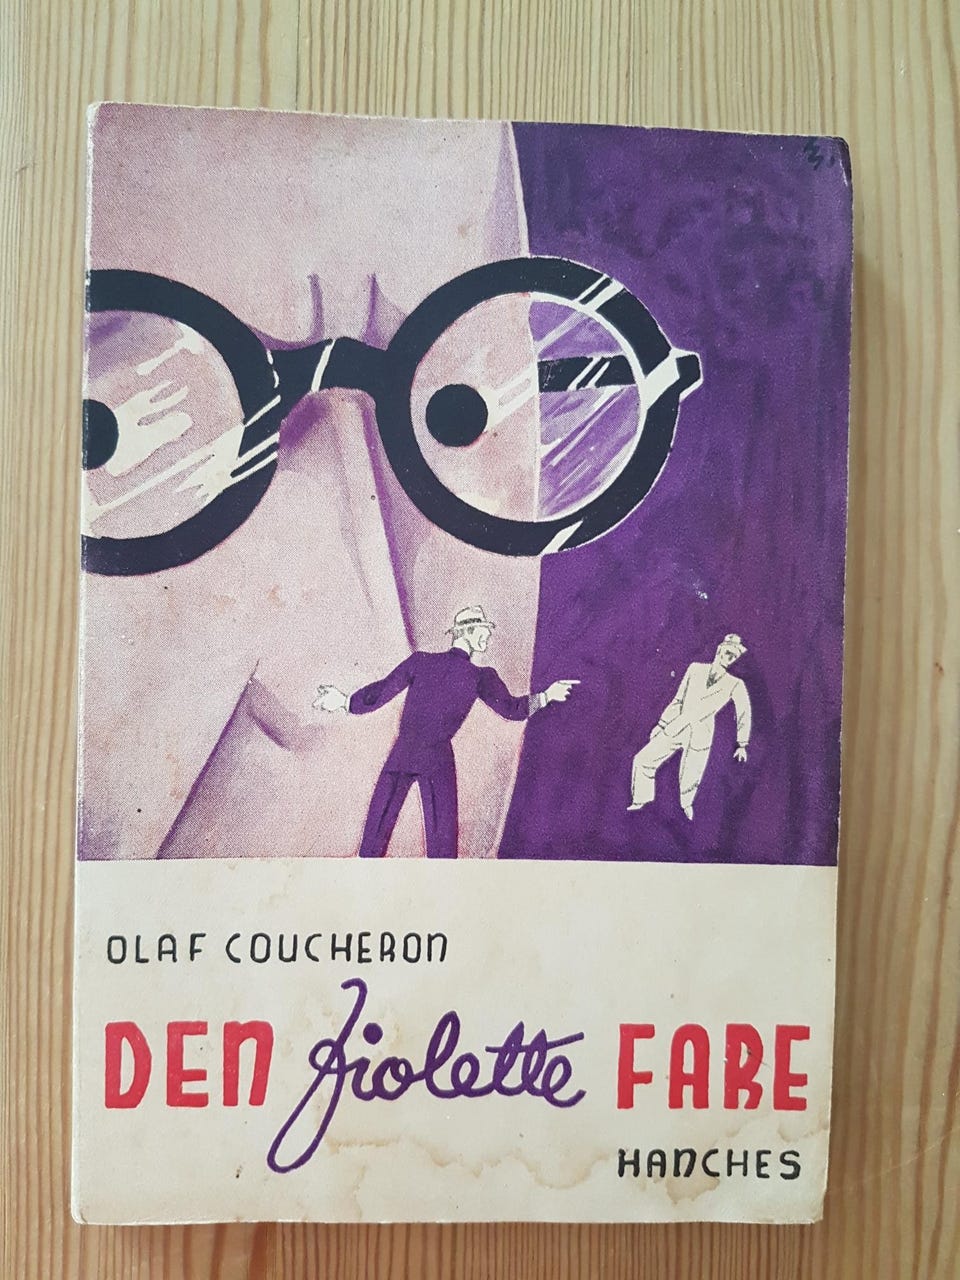 OLAF COUCHERON
DEN fiolette FARE
HANCHES